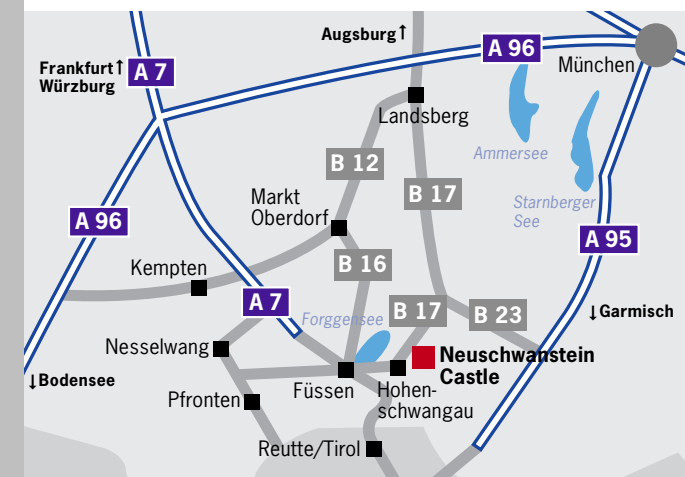 Augsburg ↑
A 96
München
Frankfurt ↑
Würzburg
A 7
Landsberg
Ammersee
B 12
B 17
Starnberger
See
Markt
Oberdorf
A 96
A 95
Kempten
B 16
A 7
Forggensee
B 17
B 23
↓ Garmisch
Nesselwang
Neuschwanstein
Castle
↓ Bodensee
Füssen
Hohen-
schwangau
Pfronten
Reutte/Tirol